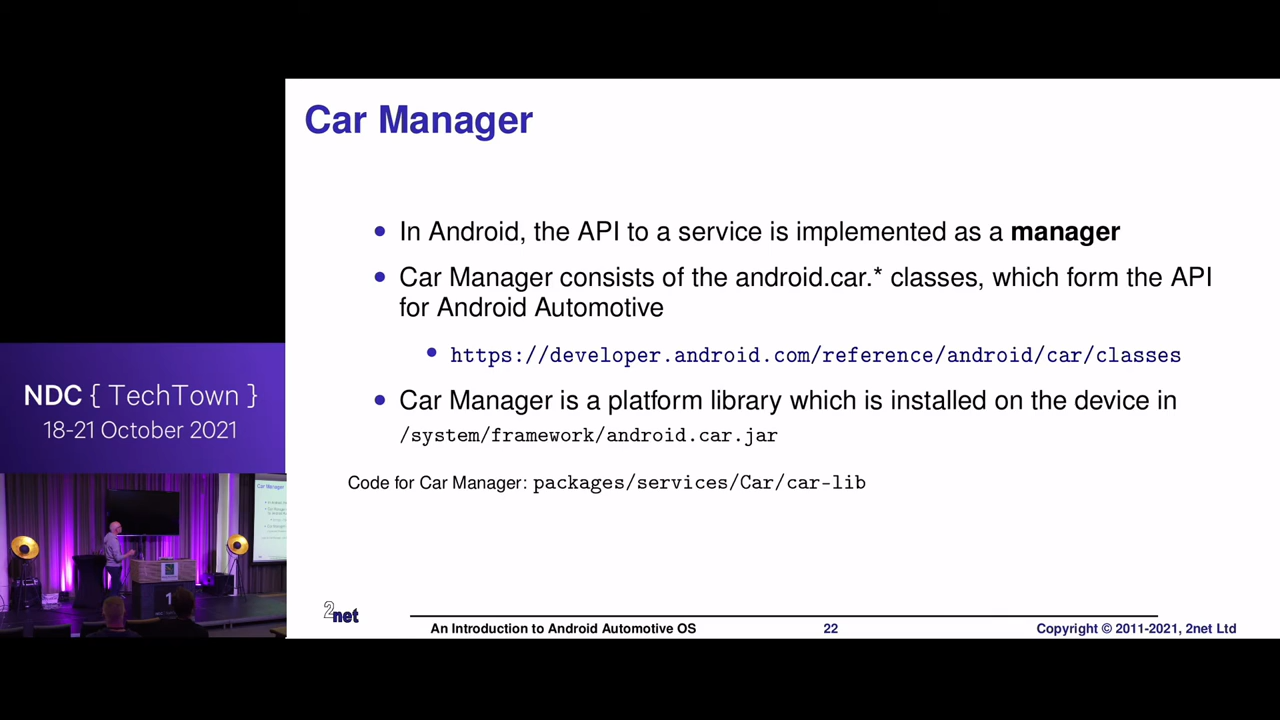 Car Manager
• In Android, the API to a service is implemented as a manager
• Car Manager consists of the android.car.* classes, which form the API
for Android Automotive
• https://developer.android.com/reference/android/car/classes
• Car Manager is a platform library which is installed on the device in
/system/framework/android.car.jar
Code for Car Manager: packages/services/Car/car-lib
NDC { TechTown }
18-21 October 2021
Car Manager
1
2net
An Introduction to Android Automotive OS
22
Copyright © 2011-2021, 2net Ltd